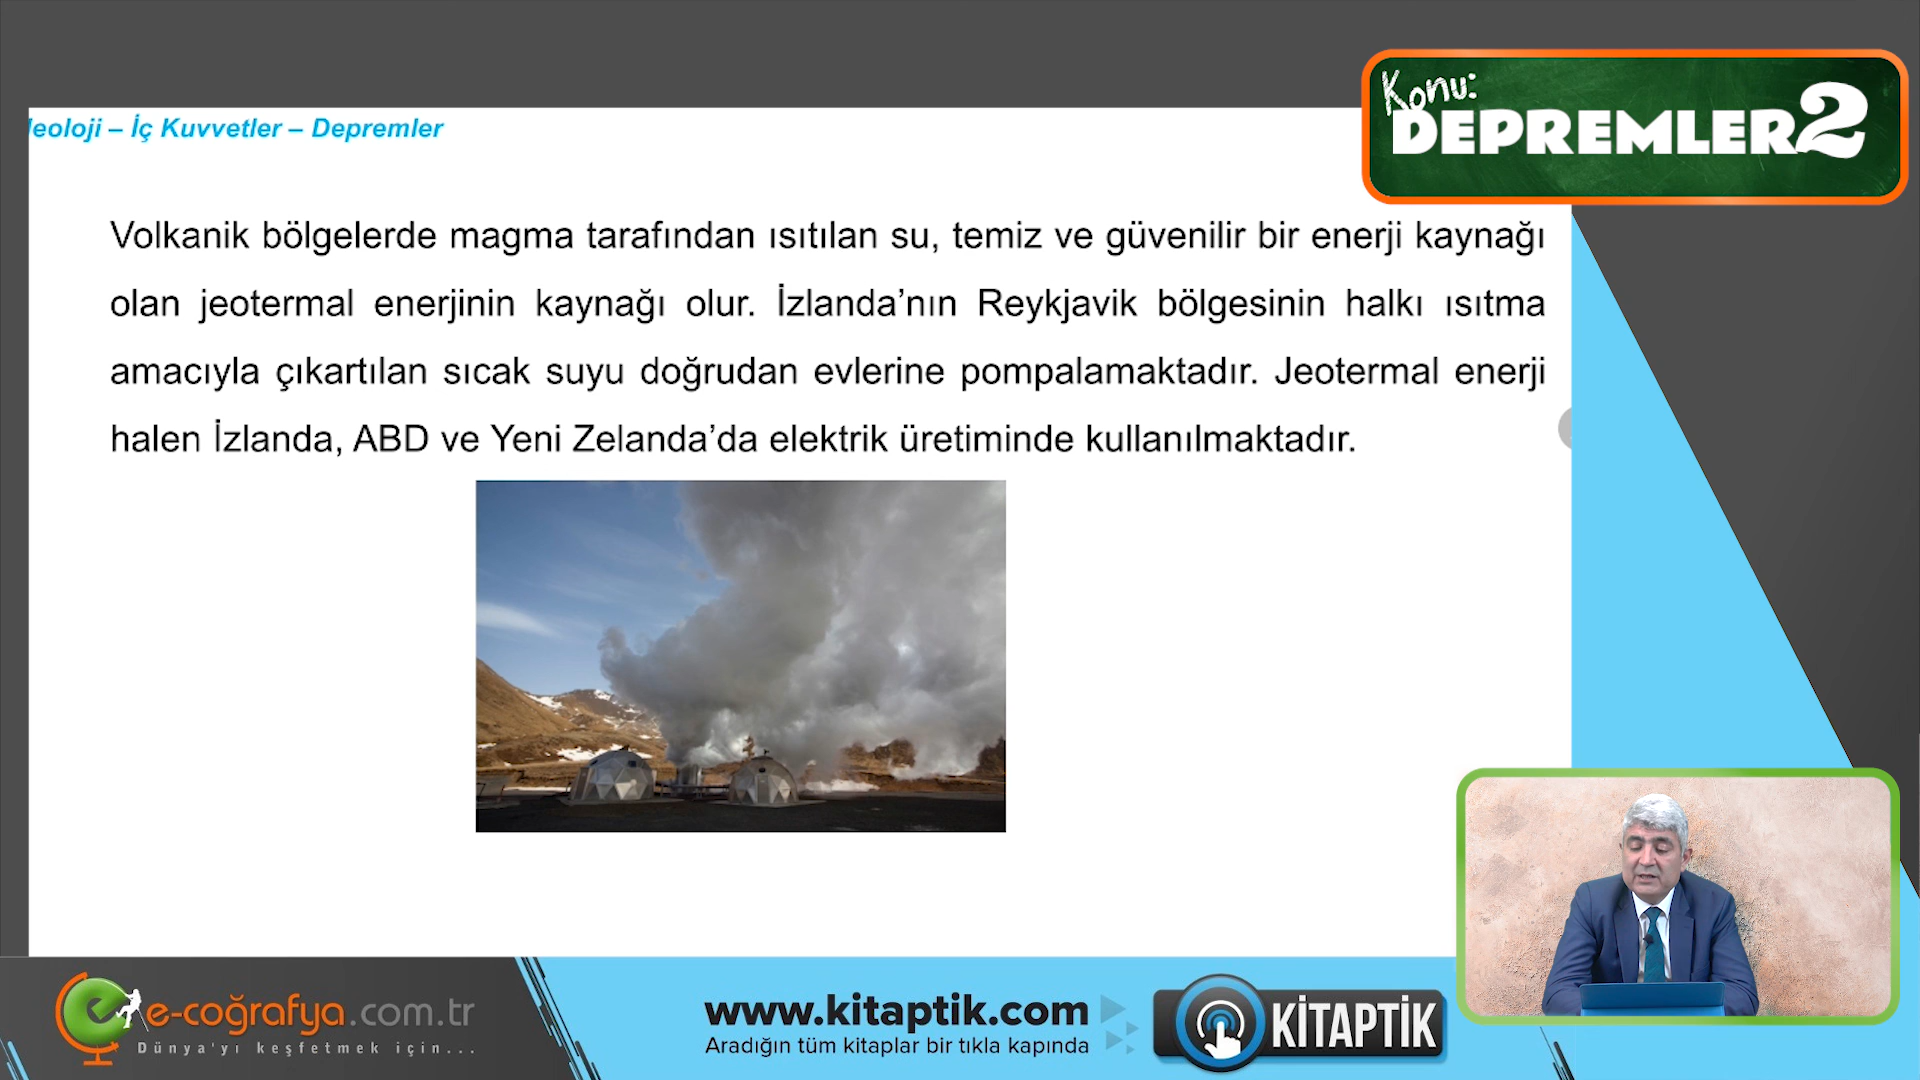 Konu:
DEPREMLER2
– İç Kuvvetler – Depremler
Volkanik bölgelerde magma tarafından ısıtılan su, temiz ve güvenilir bir enerji kaynağı
olan jeotermal enerjinin kaynağı olur. İzlanda’nın Reykjavik bölgesinin halkı ısıtma
amacıyla çıkartılan sıcak suyu doğrudan evlerine pompalamaktadır. Jeotermal enerji
halen İzlanda, ABD ve Yeni Zelanda’da elektrik üretiminde kullanılmaktadır.
e-coğrafya.com.tr
Dünya'yı keşfetmek için...
www.kitaptik.com
Aradığın tüm kitaplar bir tıkla kapında
KİTAPTİK